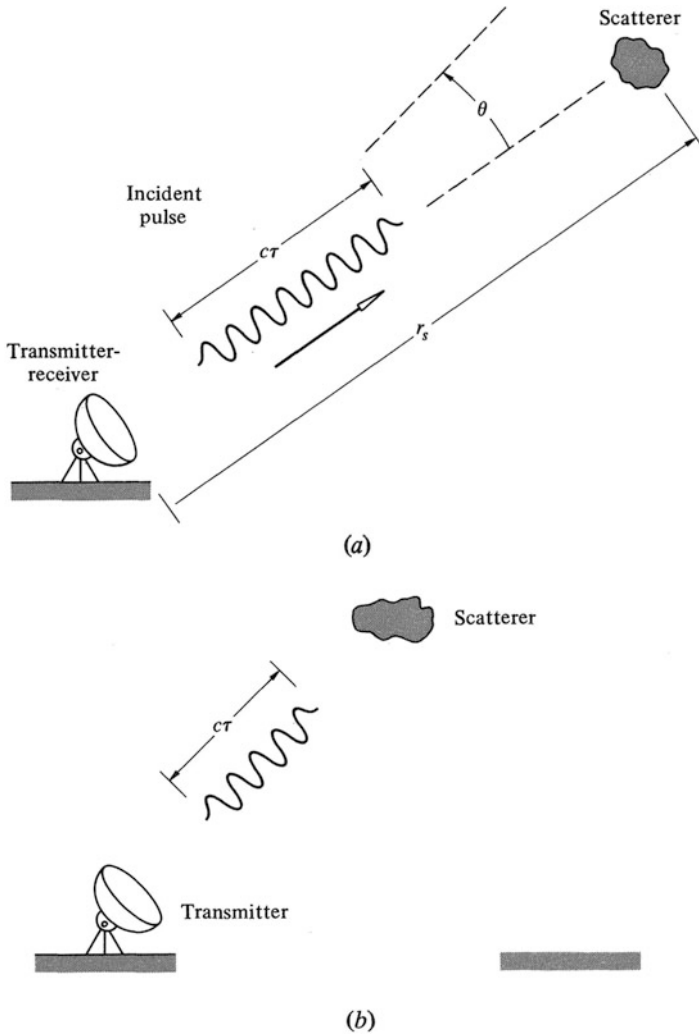 Scatterer
θ
Incident
pulse
cτ
r_s
Transmitter-
receiver
(a)
Scatterer
cτ
Transmitter
(b)